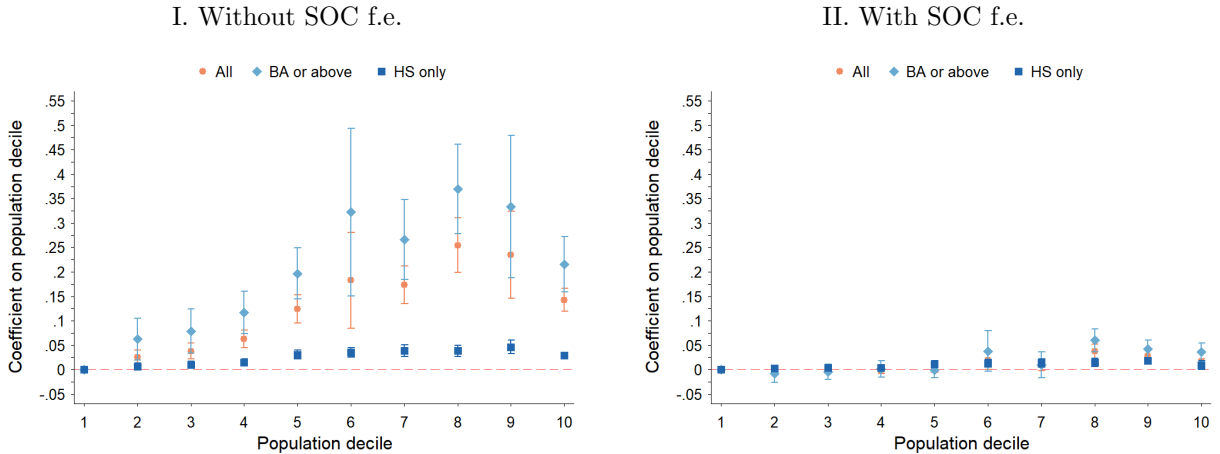 I. Without SOC f.e.
All BA or above HS only
Coefficient on population decile
.55
.5
.45
.4
.35
.3
.25
.2
.15
.1
.05
0
-.05
1 2 3 4 5 6 7 8 9 10
Population decile
II. With SOC f.e.
All BA or above HS only
Coefficient on population decile
.55
.5
.45
.4
.35
.3
.25
.2
.15
.1
.05
0
-.05
1 2 3 4 5 6 7 8 9 10
Population decile